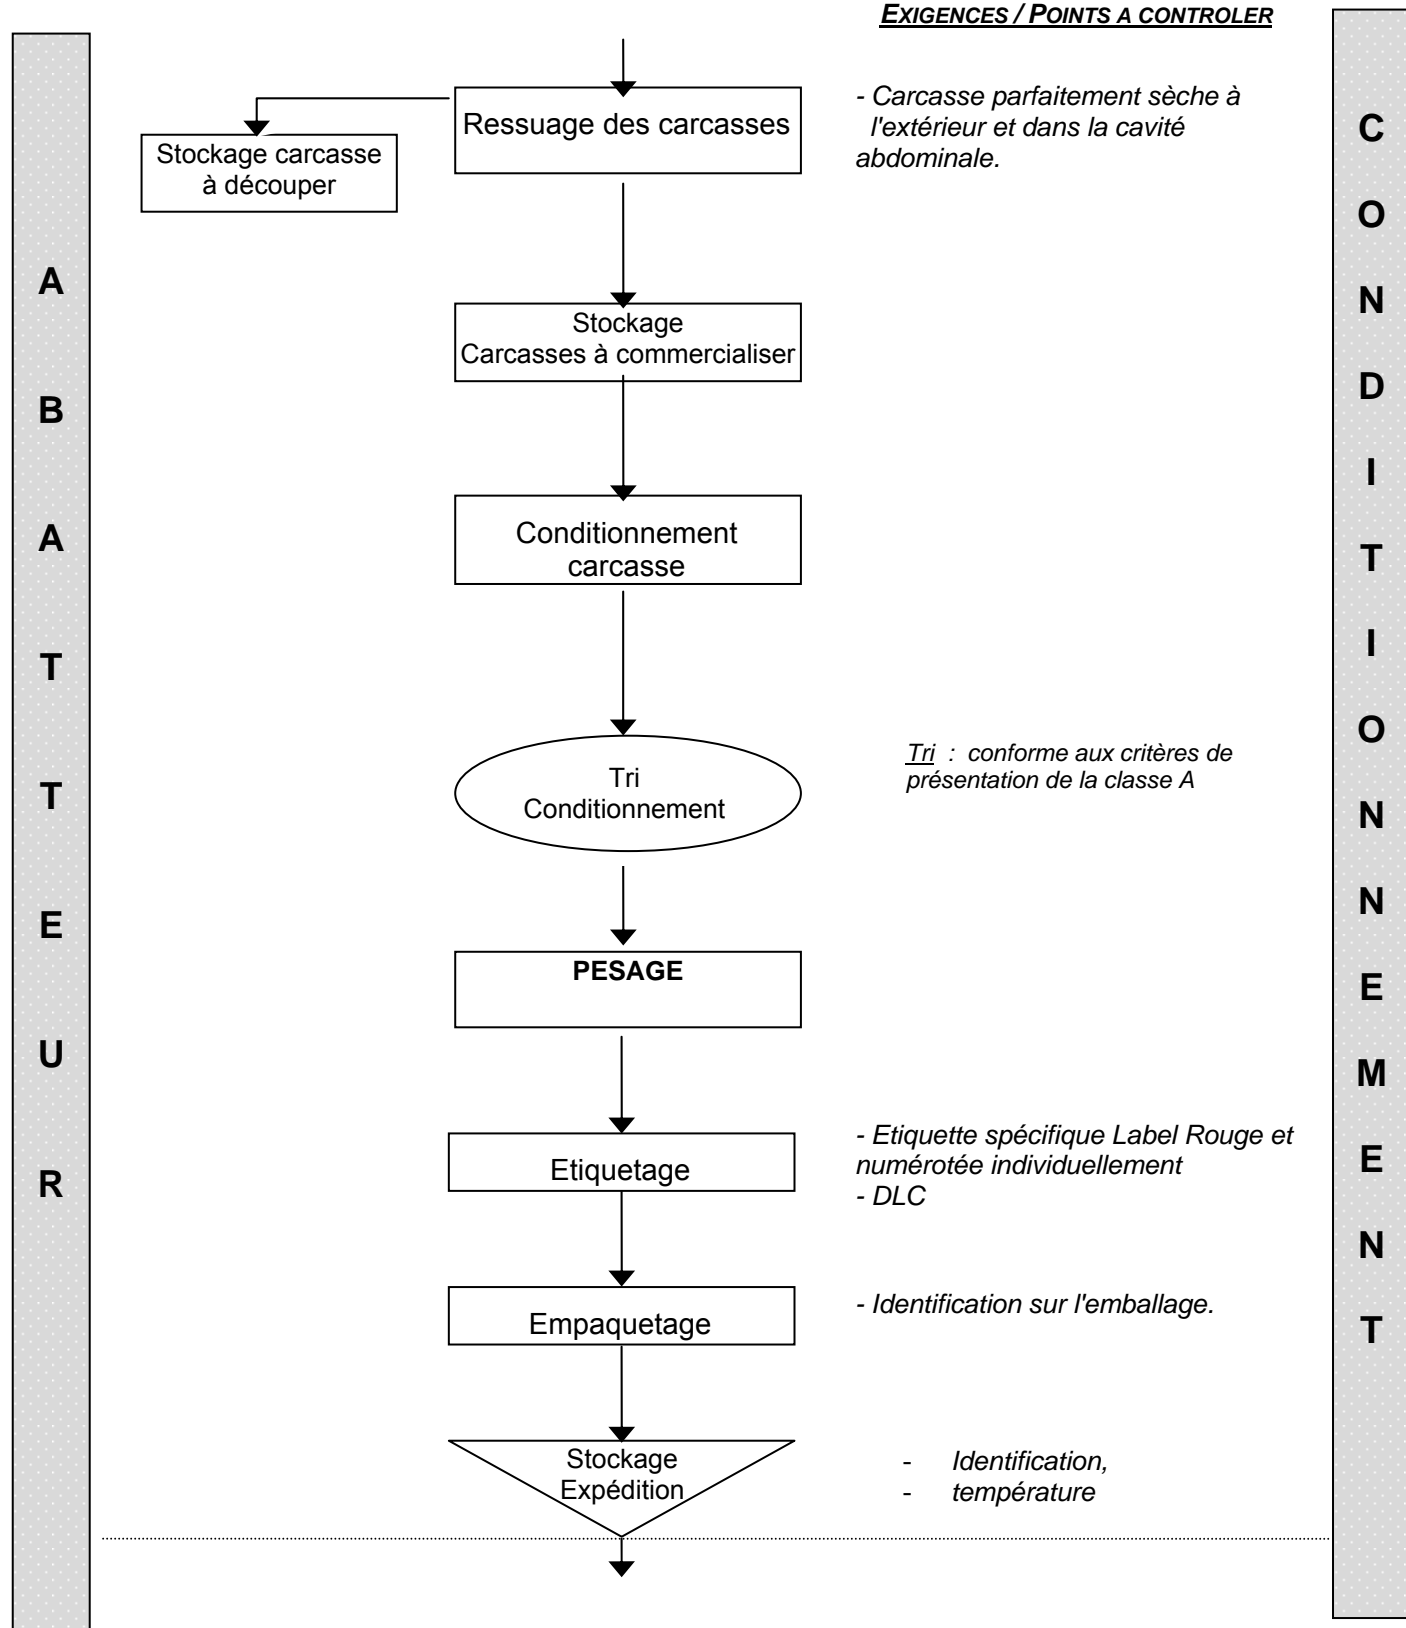 EXIGENCES / POINTS A CONTROLER
Ressuage des carcasses
- Carcasse parfaitement sèche à
l'extérieur et dans la cavité
abdominale.
Stockage carcasse
à découper
Stockage
Carcasses à commercialiser
Conditionnement
carcasse
Tri
Conditionnement
Tri : conforme aux critères de
présentation de la classe A
PESAGE
Etiquetage
- Etiquette spécifique Label Rouge et
numérotée individuellement
- DLC
Empaquetage
- Identification sur l'emballage.
Stockage
Expédition
- Identification,
- température
A
B
A
T
T
E
U
R
C
O
N
D
I
T
I
O
N
N
E
M
E
N
T